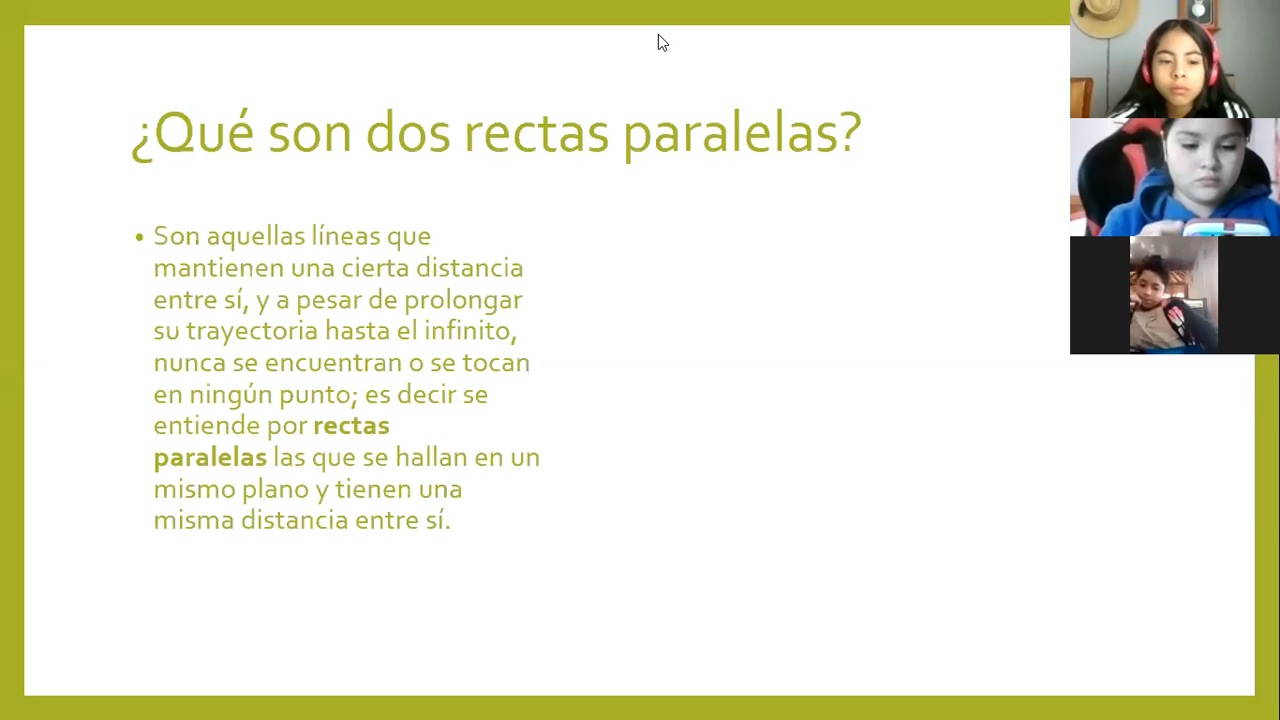 ¿Qué son dos rectas paralelas?
• Son aquellas líneas que
mantienen una cierta distancia
entre sí, y a pesar de prolongar
su trayectoria hasta el infinito,
nunca se encuentran o se tocan
en ningún punto; es decir se
entiende por rectas
paralelas las que se hallan en un
mismo plano y tienen una
misma distancia entre sí.